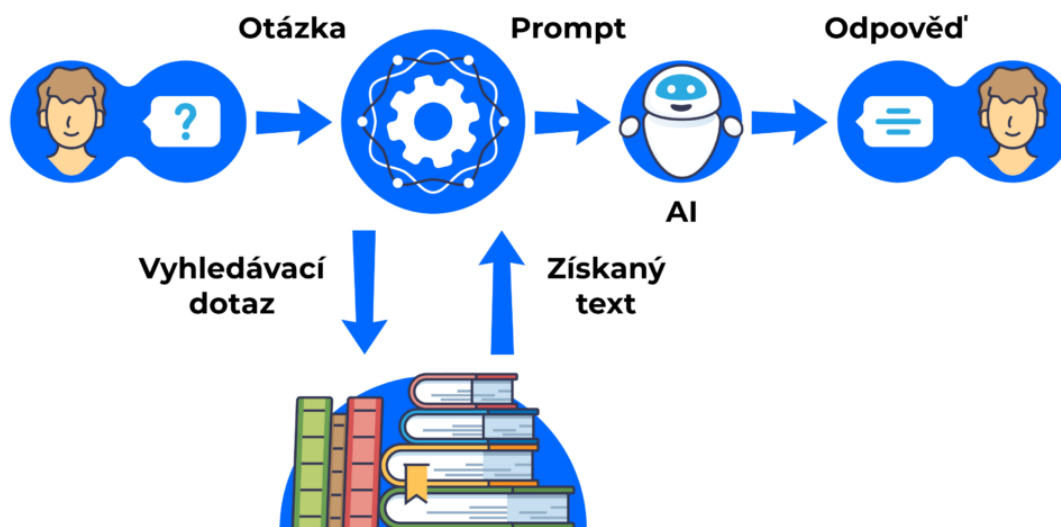 Otázka
Prompt
Odpověď
?
AI
Vyhledávací
dotaz
Získaný
text